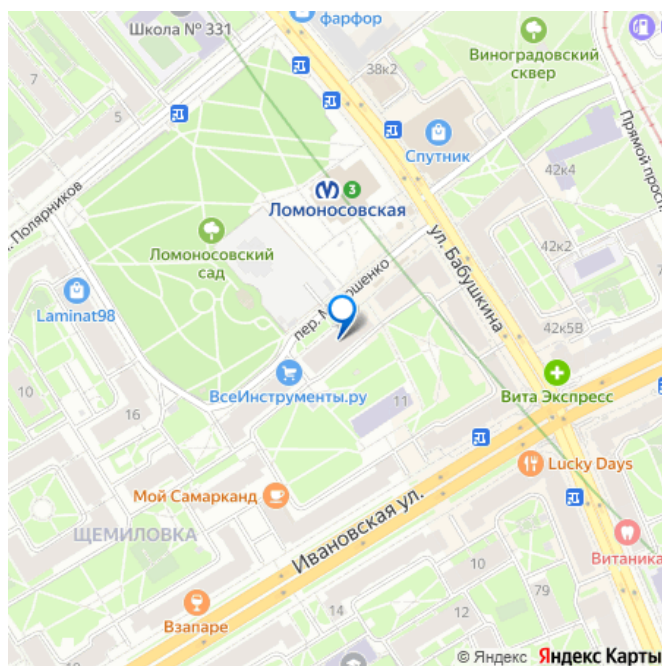 фарфор
Школа № 331
38к2
Виноградовский
сквер
7
5
Спутник
Прямой
42к4
Ломоносовская
3
Полярников
Ломоносовский
сад
ул. Бабушкина
42к2
Laminat98
пер.
42к5В
ВсеИнструменты.ру
Вита Экспресс
10
11
16
Lucky Days
Мой Самарканд
ЩЕМИЛОВКА
Ивановская ул.
Витаника
10
79
Взапаре
14
12
© Яндекс Яндекс Карты